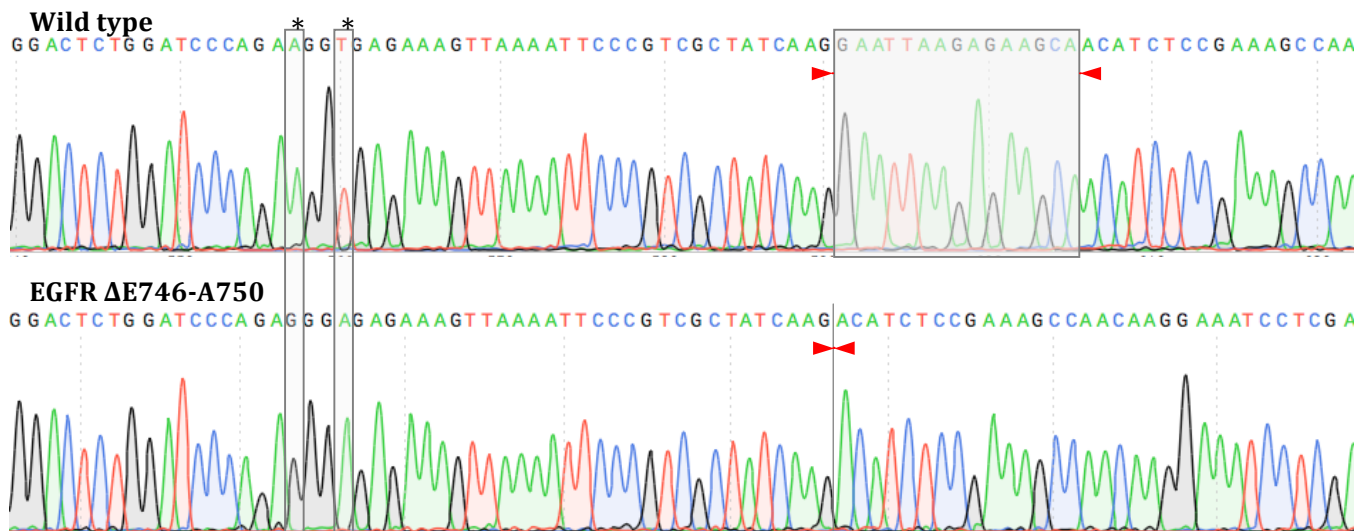 Wild type
* *
GGACTCTGGATCCCAGAAGGTGAGAAAGTTAAAATTCCCGTCGCTATCAAGGAATTAAGAGAAGCAACATCTCCGAAAGCCAA
EGFR ΔE746-A750
GGACTCTGGATCCCAGAGGGAGAGAAAGTTAAAATTCCCGTCGCTATCAAGACATCTCCGAAAGCCAACAAGGAAATCCTCGA